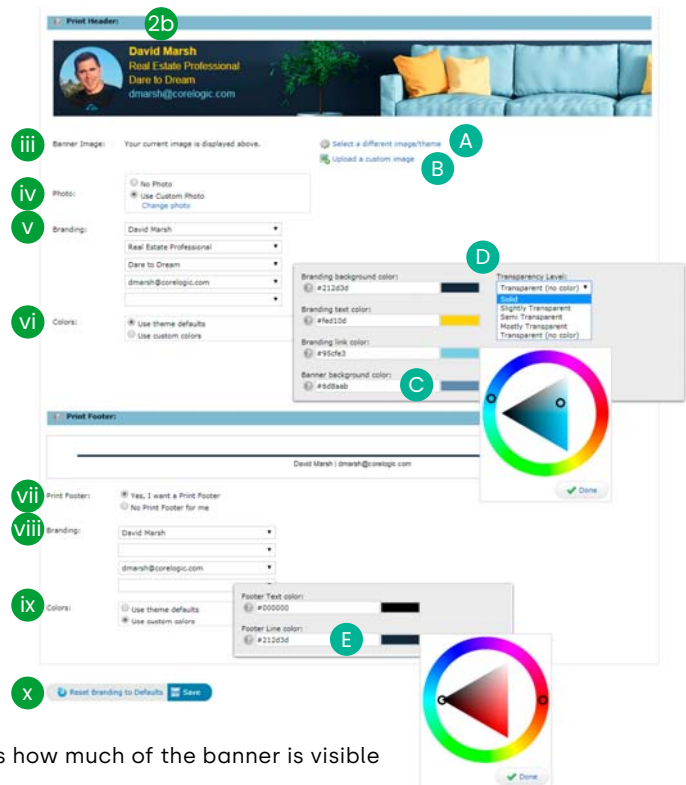 Print Header:
2b
David Marsh
Real Estate Professional
Dare to Dream
dmarsh@corelogic.com
iii
Banner Image:
Your current image is displayed above.
Select a different image/theme
A
Upload a custom image
B
iv
Photo:
No Photo
Use Custom Photo
Change photo
v
Branding:
David Marsh
Real Estate Professional
Dare to Dream
dmarsh@corelogic.com
vi
Colors:
Use theme defaults
Use custom colors
Branding background color:
#212d3d
Branding text color:
#fed10d
Branding link color:
#95cfe3
Banner background color:
#6d8aab
C
D
Transparency Level:
Transparent (no color)
Solid
Slightly Transparent
Semi Transparent
Mostly Transparent
Transparent (no color)
Done
Print Footer:
David Marsh | dmarsh@corelogic.com
vii
Print Footer:
Yes, I want a Print Footer
No Print Footer for me
viii
Branding:
David Marsh
dmarsh@corelogic.com
ix
Colors:
Use theme defaults
Use custom colors
Footer Text color:
#000000
Footer Line color:
#212d3d
E
Done
x
Reset Branding to Defaults
Save
s how much of the banner is visible